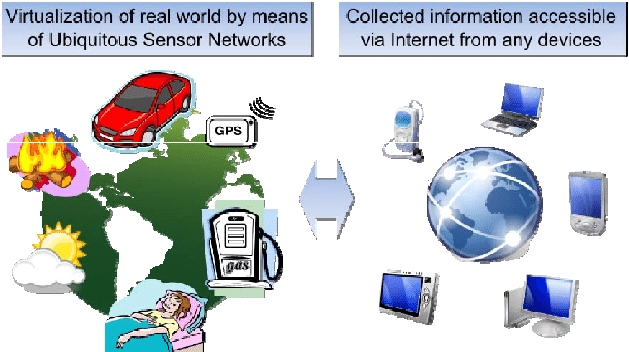 Virtualization of real world by means
of Ubiquitous Sensor Networks
Collected information accessible
via Internet from any devices
GPS
gas